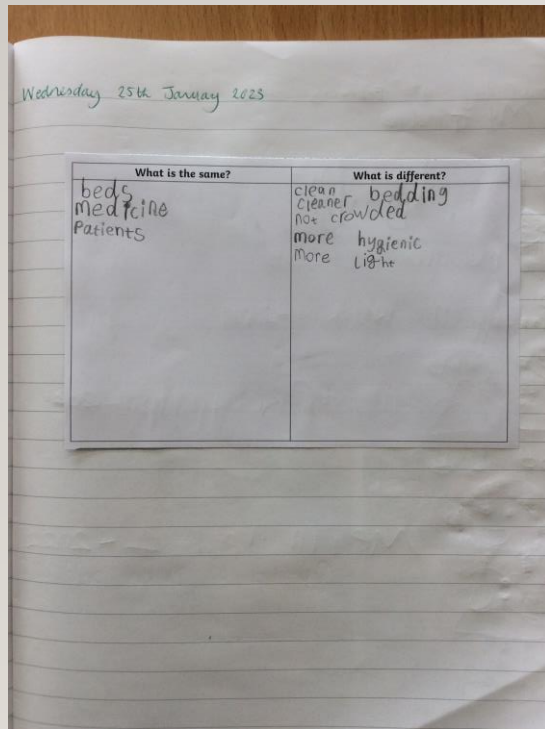 Wednesday 25th January 2023
What is the same?
What is different?
beds
medicine
Patients
clean
cleaner bedding
not crowded
more hygienic
More light